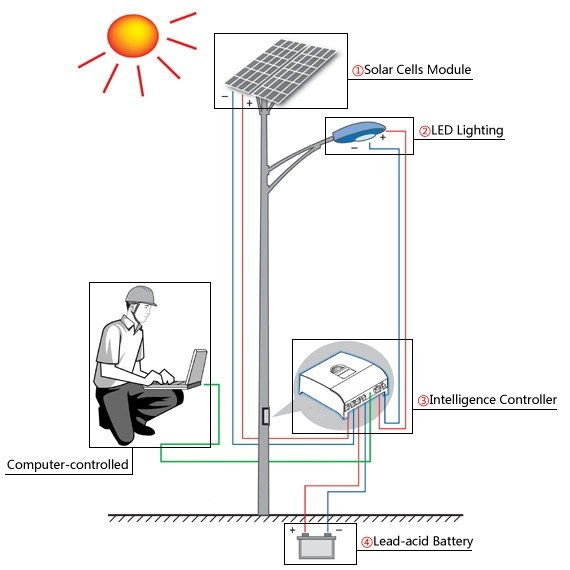 ①Solar Cells Module
− +
②LED Lighting
− +
③Intelligence Controller
Computer-controlled
+ −
④Lead-acid Battery